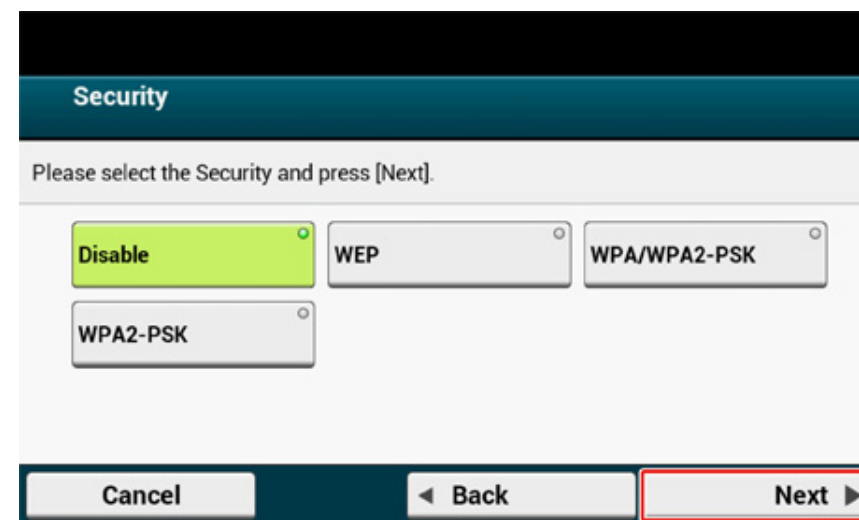 Security
Please select the Security and press [Next].
Disable
WEP
WPA/WPA2-PSK
WPA2-PSK
Cancel
◀ Back
Next ▶